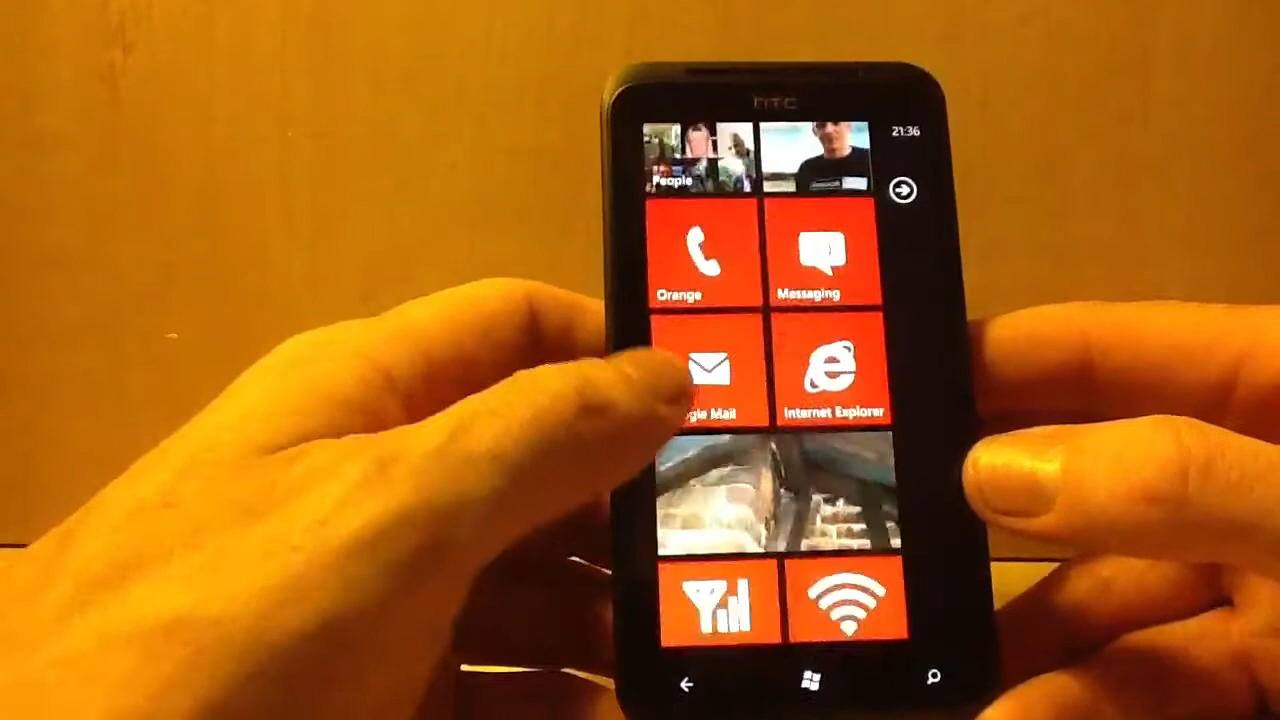 hTC
21:36
People
Orange
Messaging
gle Mail
Internet Explorer